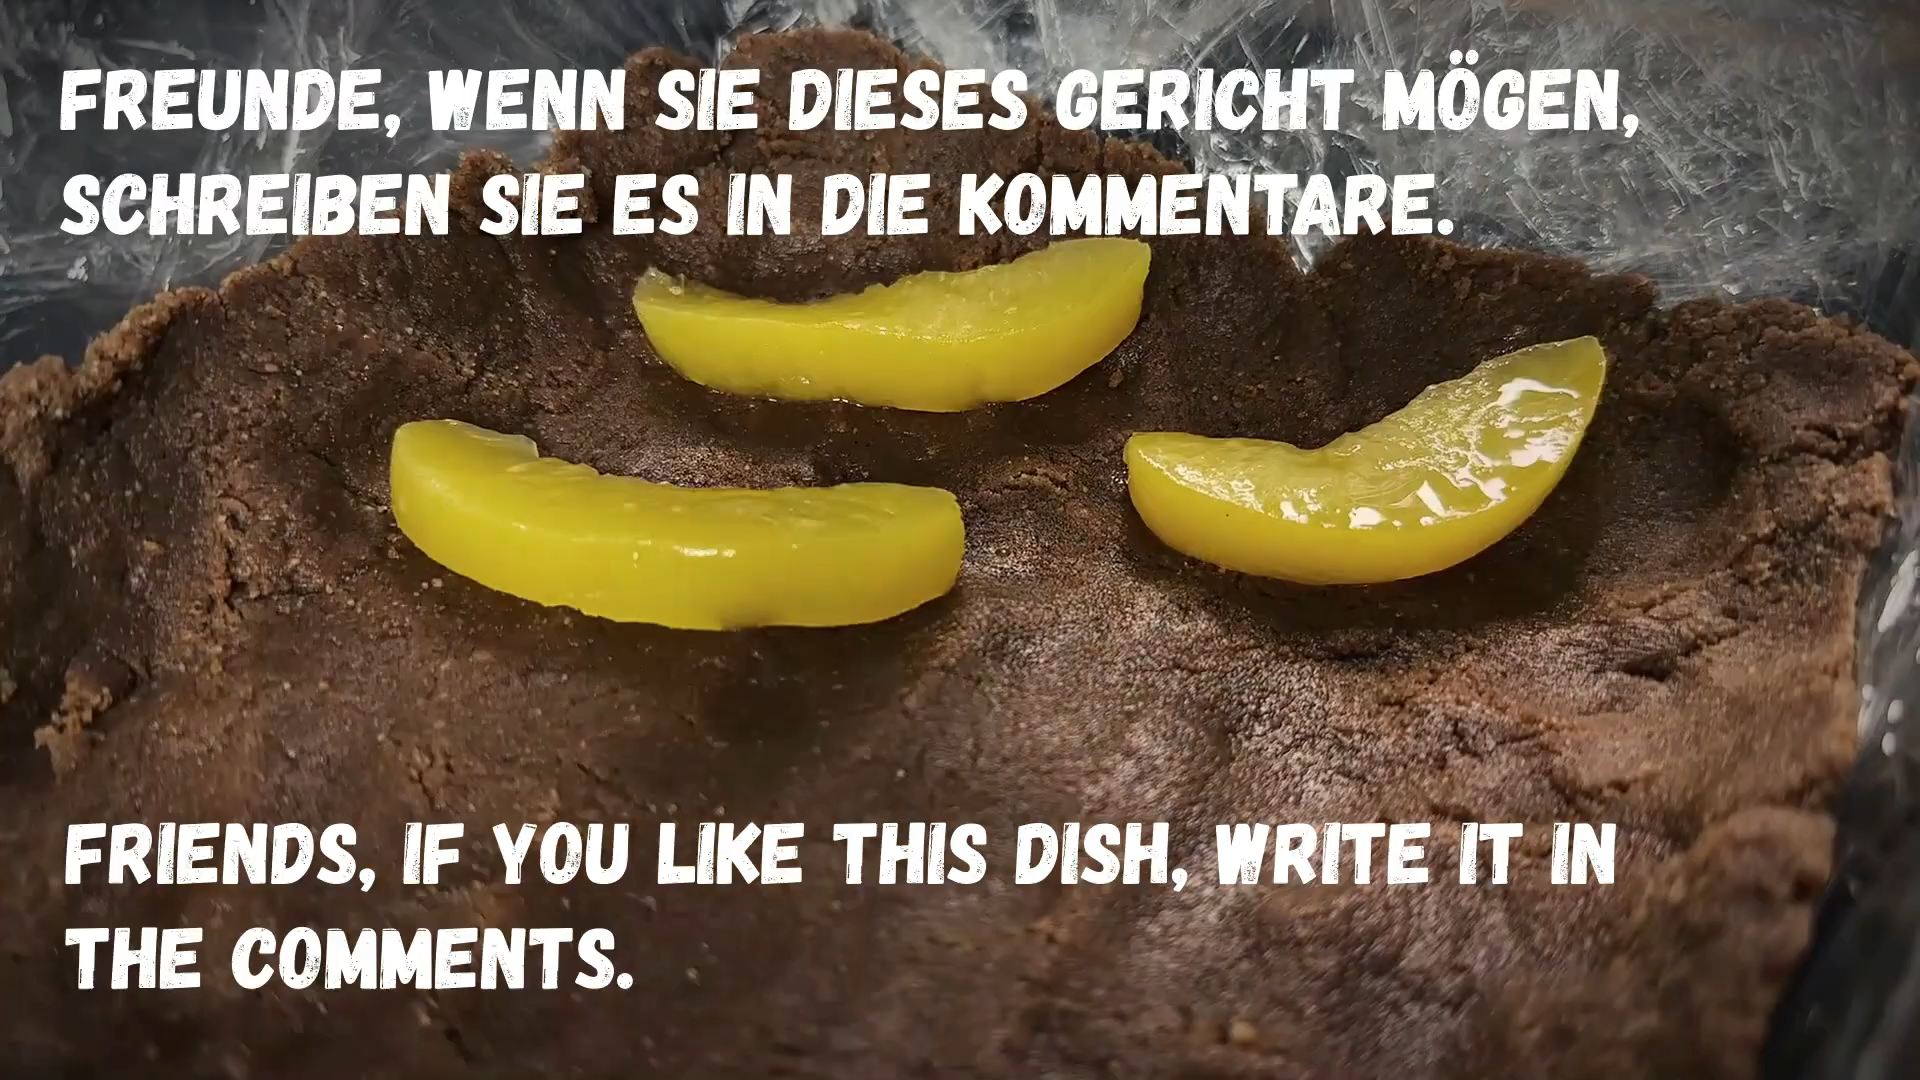 FREUNDE, WENN SIE DIESES GERICHT MÖGEN,
SCHREIBEN SIE ES IN DIE KOMMENTARE.
FRIENDS, IF YOU LIKE THIS DISH, WRITE IT IN
THE COMMENTS.